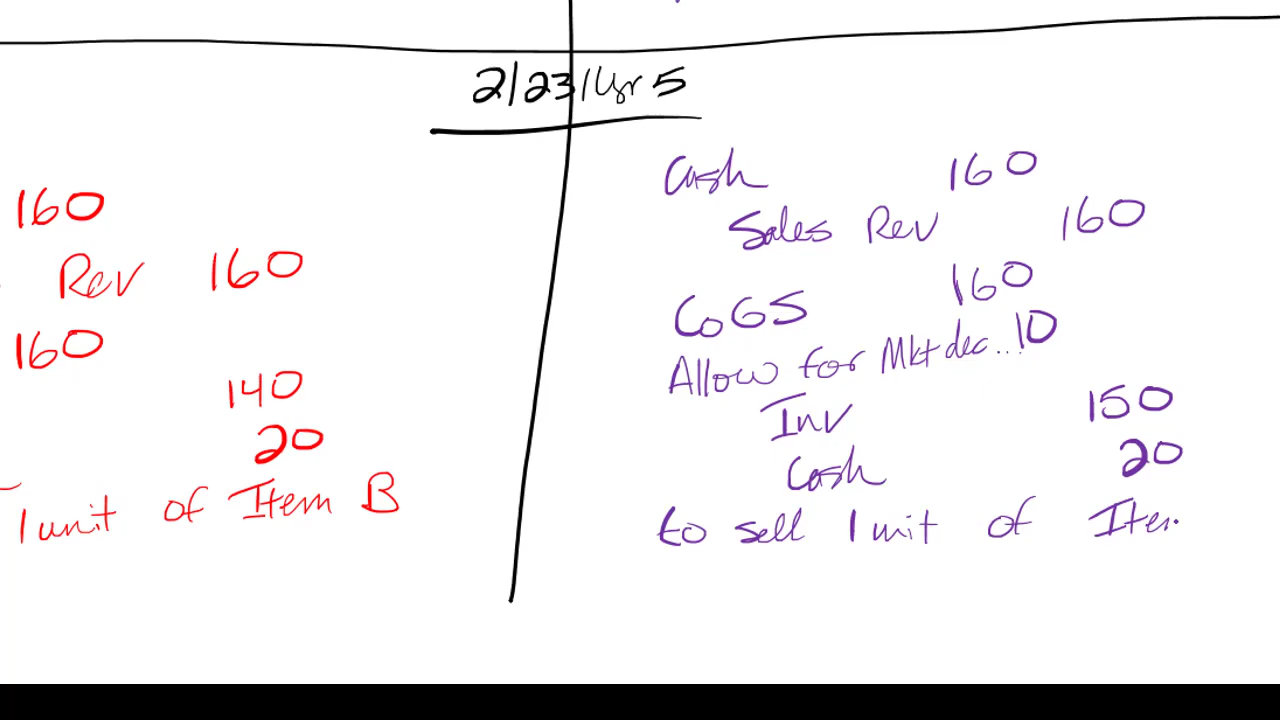 2/23/Yr 5
160
Rev 160
160
140
20
1 unit of Item B
Cash 160
Sales Rev 160
CoGS 160
Allow for Mkt dec... 10
Inv 150
Cash 20
to sell 1 unit of Ite